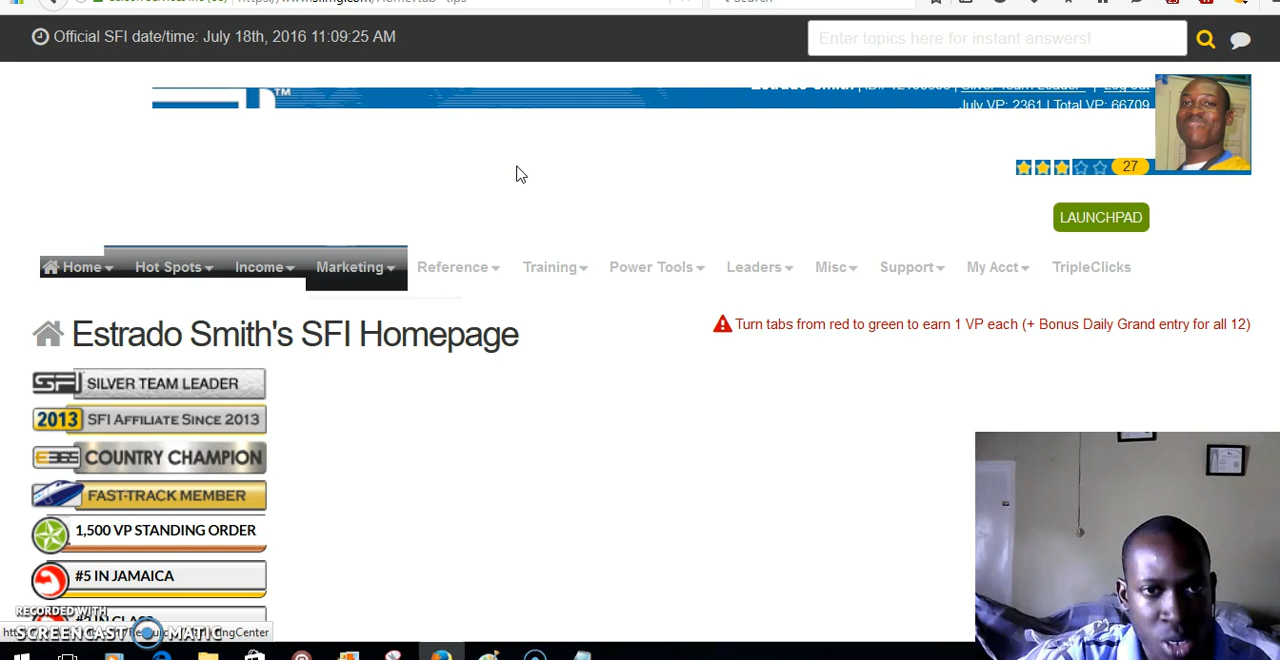 Official SFI date/time: July 18th, 2016 11:09:25 AM
Enter topics here for instant answers!
TM
July VP: 2361 | Total VP: 66709
27
LAUNCHPAD
Home Hot Spots Income Marketing Reference Training Power Tools Leaders Misc Support My Acct TripleClicks
Estrado Smith's SFI Homepage
Turn tabs from red to green to earn 1 VP each (+ Bonus Daily Grand entry for all 12)
SFI SILVER TEAM LEADER
2013 SFI AFFILIATE SINCE 2013
E365 COUNTRY CHAMPION
FAST-TRACK MEMBER
1,500 VP STANDING ORDER
#5 IN JAMAICA
RECORDED WITH
SCREENCAST MATIC